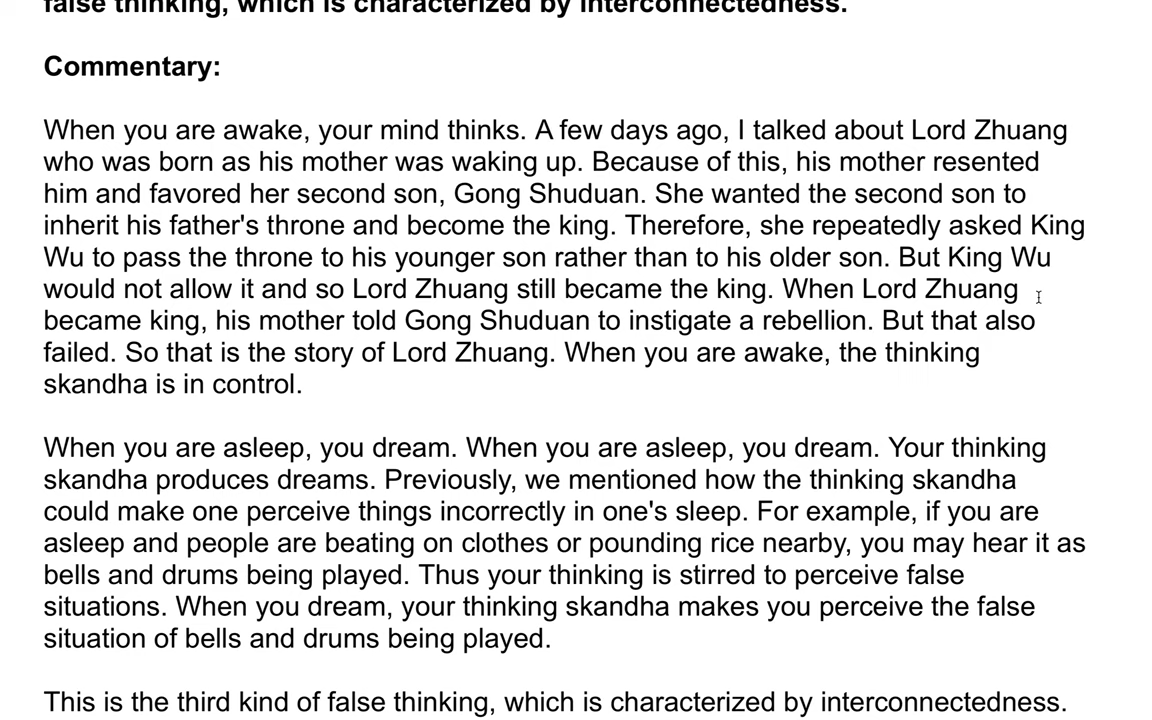 false thinking, which is characterized by interconnectedness.
Commentary:
When you are awake, your mind thinks. A few days ago, I talked about Lord Zhuang
who was born as his mother was waking up. Because of this, his mother resented
him and favored her second son, Gong Shuduan. She wanted the second son to
inherit his father's throne and become the king. Therefore, she repeatedly asked King
Wu to pass the throne to his younger son rather than to his older son. But King Wu
would not allow it and so Lord Zhuang still became the king. When Lord Zhuang
became king, his mother told Gong Shuduan to instigate a rebellion. But that also
failed. So that is the story of Lord Zhuang. When you are awake, the thinking
skandha is in control.
When you are asleep, you dream. When you are asleep, you dream. Your thinking
skandha produces dreams. Previously, we mentioned how the thinking skandha
could make one perceive things incorrectly in one's sleep. For example, if you are
asleep and people are beating on clothes or pounding rice nearby, you may hear it as
bells and drums being played. Thus your thinking is stirred to perceive false
situations. When you dream, your thinking skandha makes you perceive the false
situation of bells and drums being played.
This is the third kind of false thinking, which is characterized by interconnectedness.